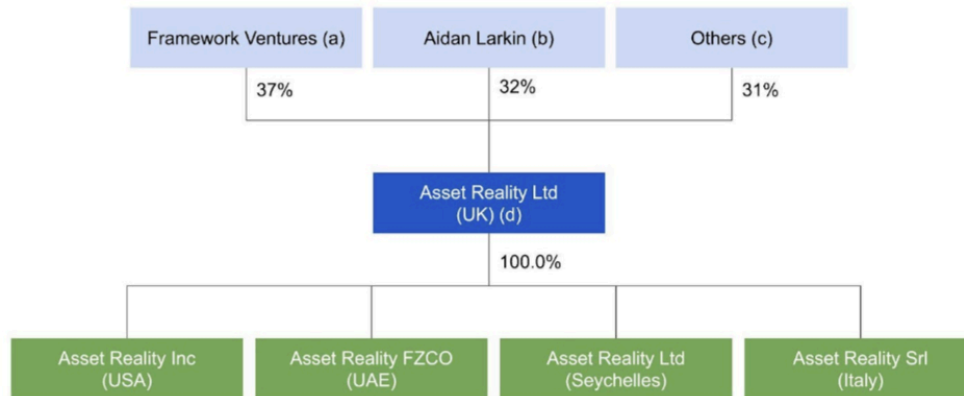 Framework Ventures (a)
Aidan Larkin (b)
Others (c)
37%
32%
31%
Asset Reality Ltd
(UK) (d)
100.0%
Asset Reality Inc
(USA)
Asset Reality FZCO
(UAE)
Asset Reality Ltd
(Seychelles)
Asset Reality Srl
(Italy)